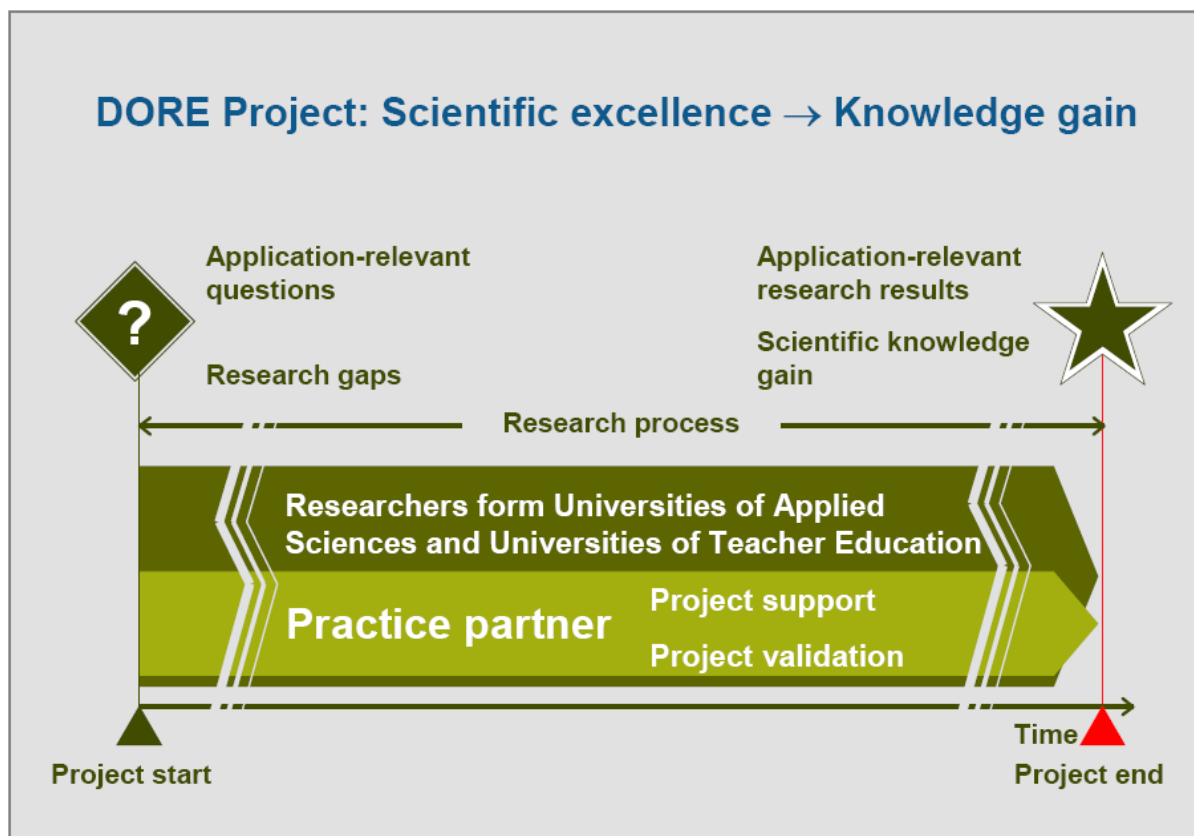 DORE Project: Scientific excellence → Knowledge gain
Application-relevant
questions
Research gaps
?
Application-relevant
research results
Scientific knowledge
gain
Research process
Researchers form Universities of Applied
Sciences and Universities of Teacher Education
Practice partner
Project support
Project validation
Time
Project start
Project end